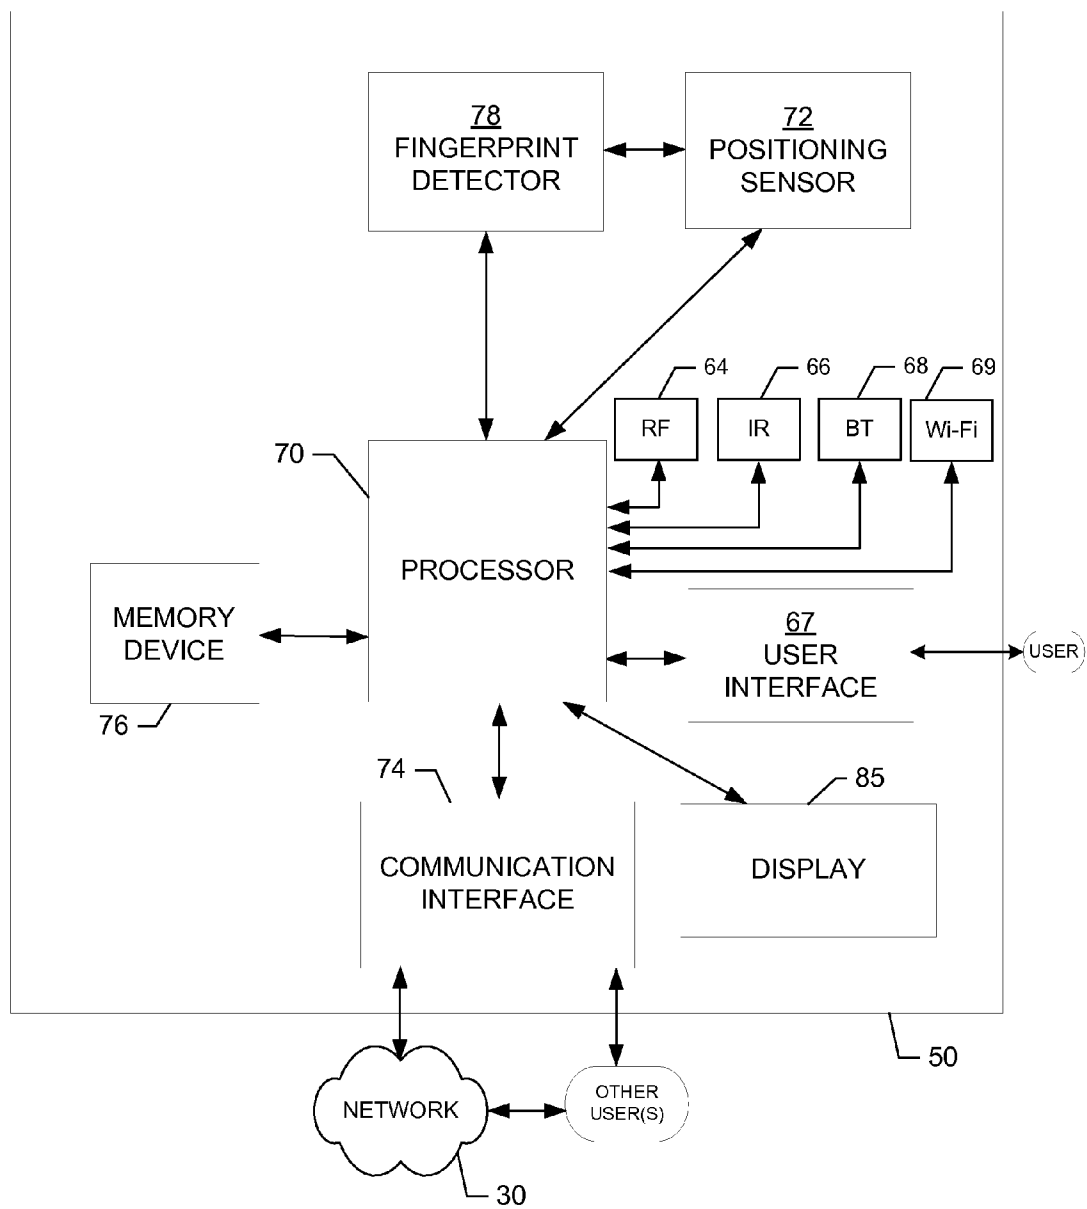 78
FINGERPRINT
DETECTOR
72
POSITIONING
SENSOR
64
66
68
69
RF
IR
BT
Wi-Fi
70
PROCESSOR
MEMORY
DEVICE
76
67
USER
INTERFACE
USER
74
85
COMMUNICATION
INTERFACE
DISPLAY
50
NETWORK
OTHER
USER(S)
30